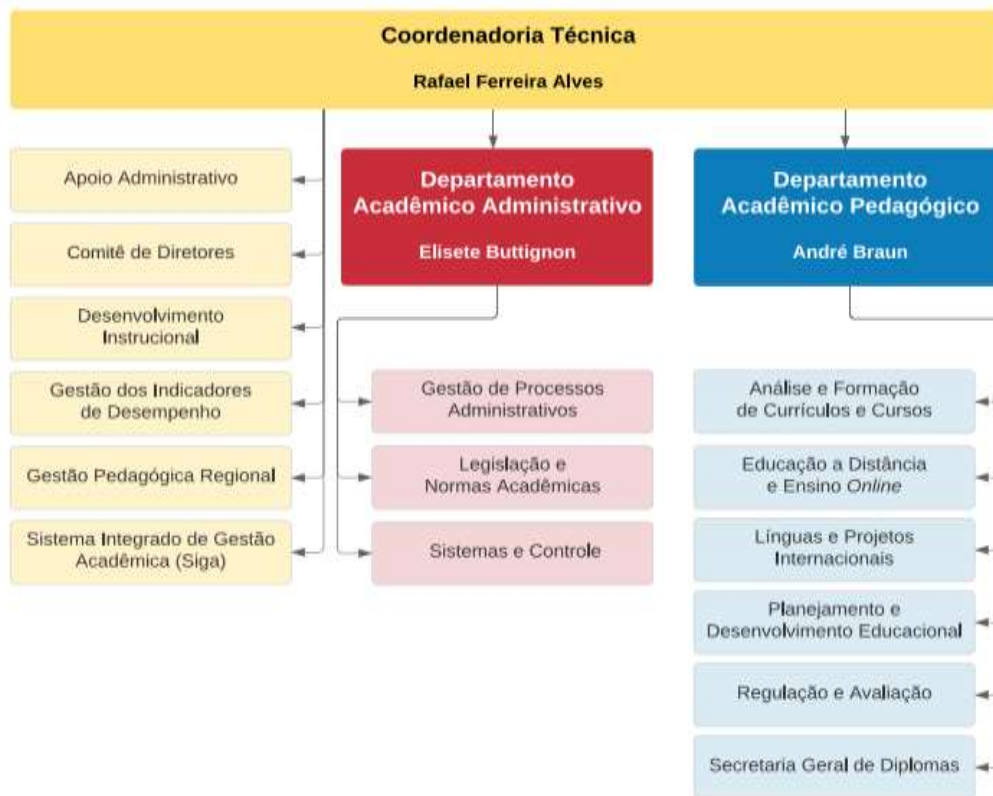 Coordenadoria Técnica
Rafael Ferreira Alves
Apoio Administrativo
Comitê de Diretores
Desenvolvimento
Instrucional
Gestão dos Indicadores
de Desempenho
Gestão Pedagógica Regional
Sistema Integrado de Gestão
Acadêmica (Siga)
Departamento
Acadêmico Administrativo
Elisete Buttignon
Gestão de Processos
Administrativos
Legislação e
Normas Acadêmicas
Sistemas e Controle
Departamento
Acadêmico Pedagógico
André Braun
Análise e Formação
de Currículos e Cursos
Educação a Distância
e Ensino Online
Línguas e Projetos
Internacionais
Planejamento e
Desenvolvimento Educacional
Regulação e Avaliação
Secretaria Geral de Diplomas